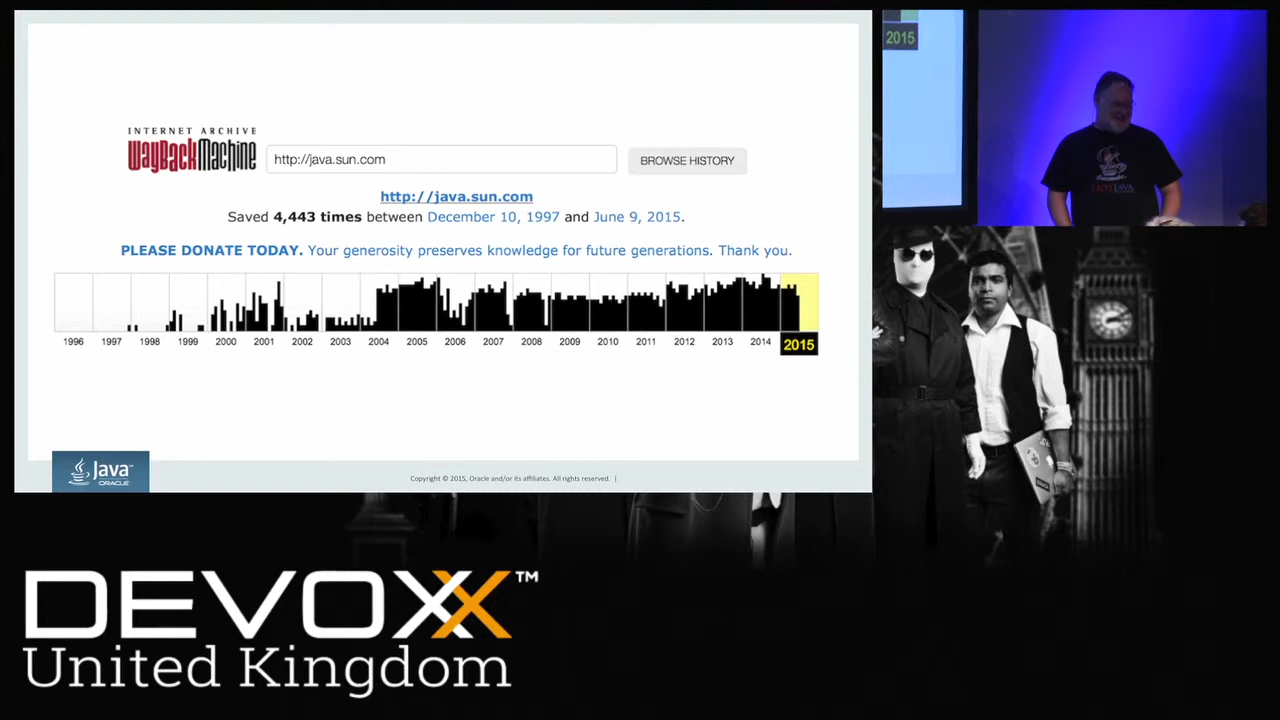 INTERNET ARCHIVE
WayBackMachine
http://java.sun.com
BROWSE HISTORY
http://java.sun.com
Saved 4,443 times between December 10, 1997 and June 9, 2015.
PLEASE DONATE TODAY. Your generosity preserves knowledge for future generations. Thank you.
1996 1997 1998 1999 2000 2001 2002 2003 2004 2005 2006 2007 2008 2009 2010 2011 2012 2013 2014 2015
Java™
ORACLE
Copyright © 2015, Oracle and/or its affiliates. All rights reserved. |
2015
HOTJAVA
DEVOXX™
United Kingdom